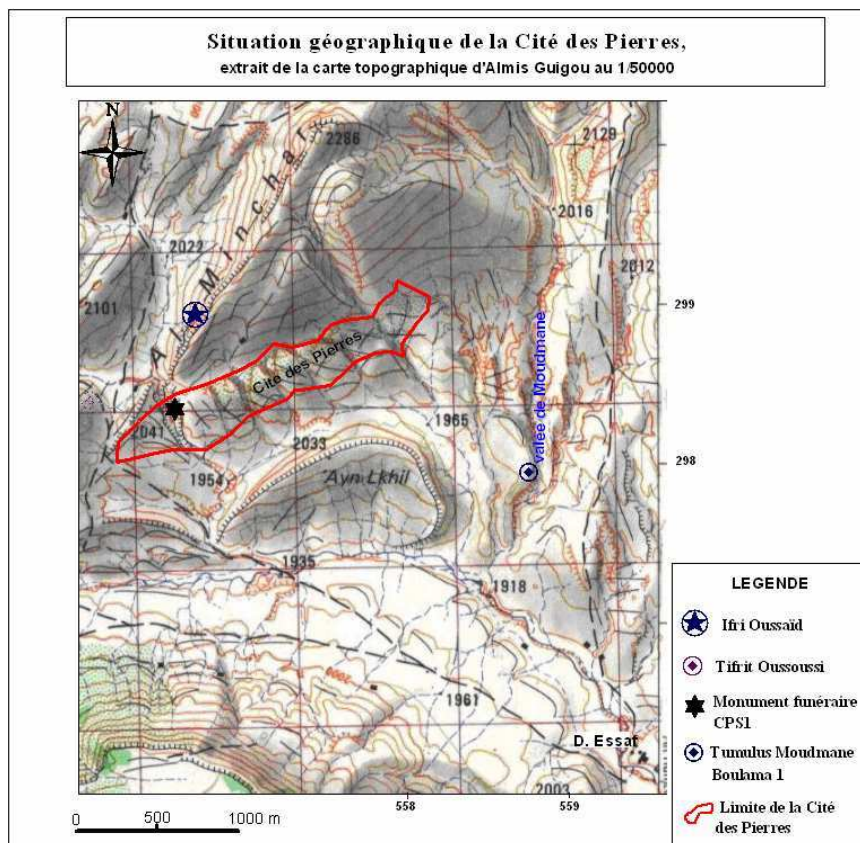 Situation géographique de la Cité des Pierres,
extrait de la carte topographique d'Almis Guigou au 1/50000
N
2286
2129
Al Minchar
2016
2022
2012
2101
299
Cité des Pierres
valée de Moudmane
2041
1965
2033
298
1954
'Ayn Lkhil
1935
1918
LEGENDE
Ifri Oussaïd
Tifrit Oussoussi
Monument funéraire
CPS1
Tumulus Moudmane
Boulama 1
Limite de la Cité
des Pierres
2000
1961
D. Essaf
2003
0 500 1000 m
558
559